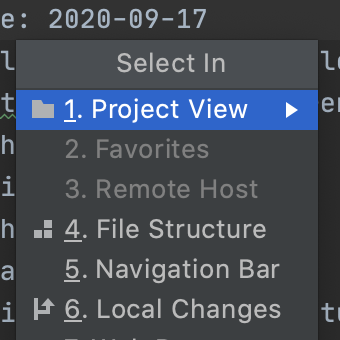 e: 2020-09-17
Select In
1. Project View
2. Favorites
3. Remote Host
4. File Structure
5. Navigation Bar
6. Local Changes